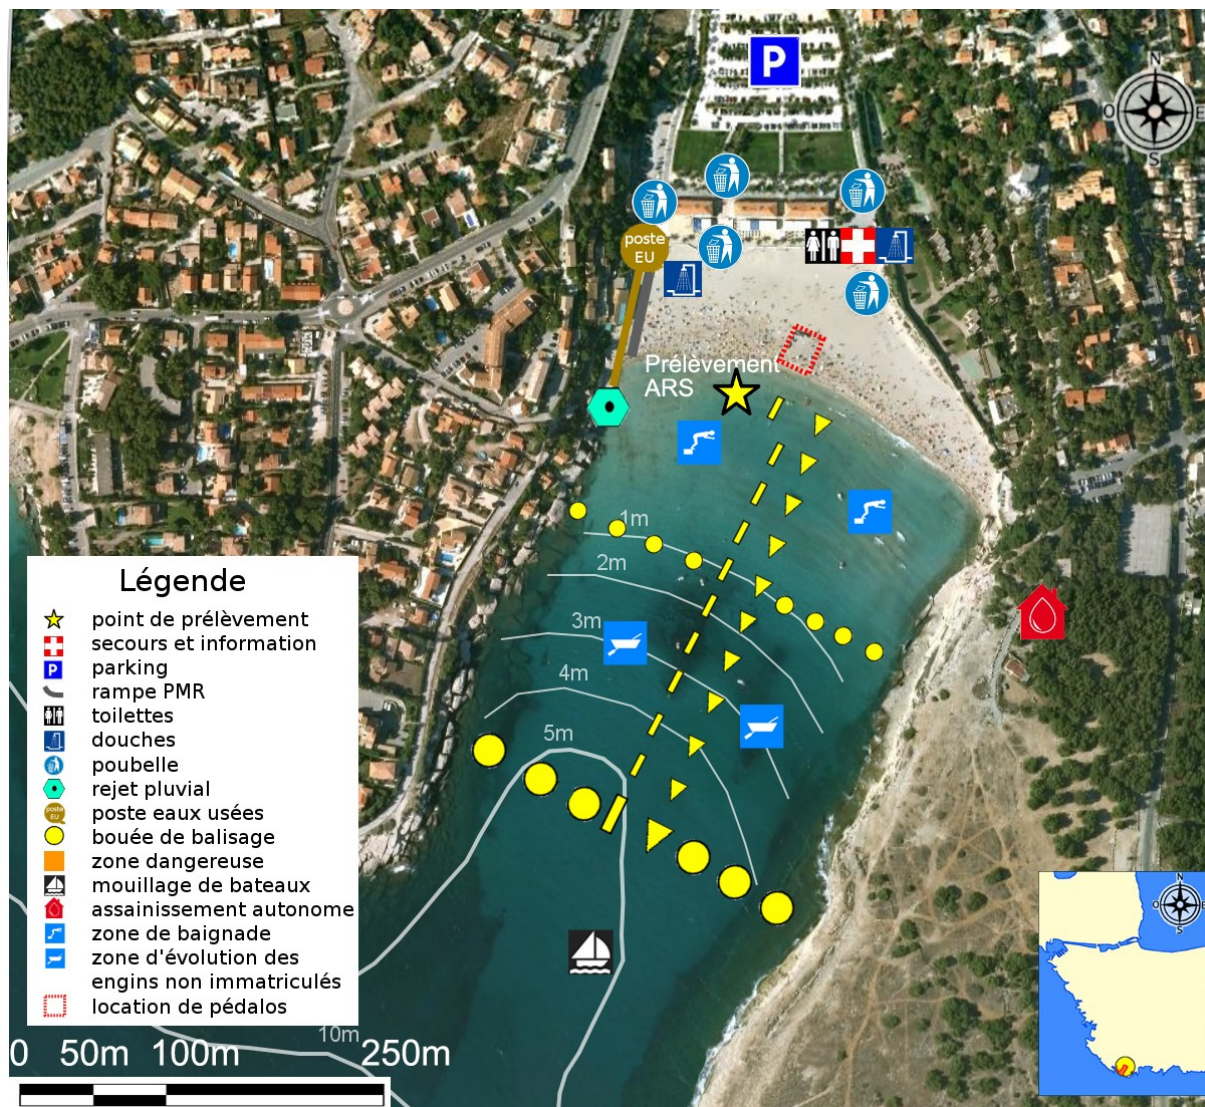 P
N
O
E
S
poste
EU
Prélèvement
ARS
1m
2m
3m
4m
5m
10m
Légende
point de prélèvement
secours et information
P
parking
rampe PMR
toilettes
douches
poubelle
rejet pluvial
poste
EU
poste eaux usées
bouée de balisage
zone dangereuse
mouillage de bateaux
assainissement autonome
zone de baignade
zone d'évolution des
engins non immatriculés
location de pédalos
0 50m 100m 250m
N
O
E
S